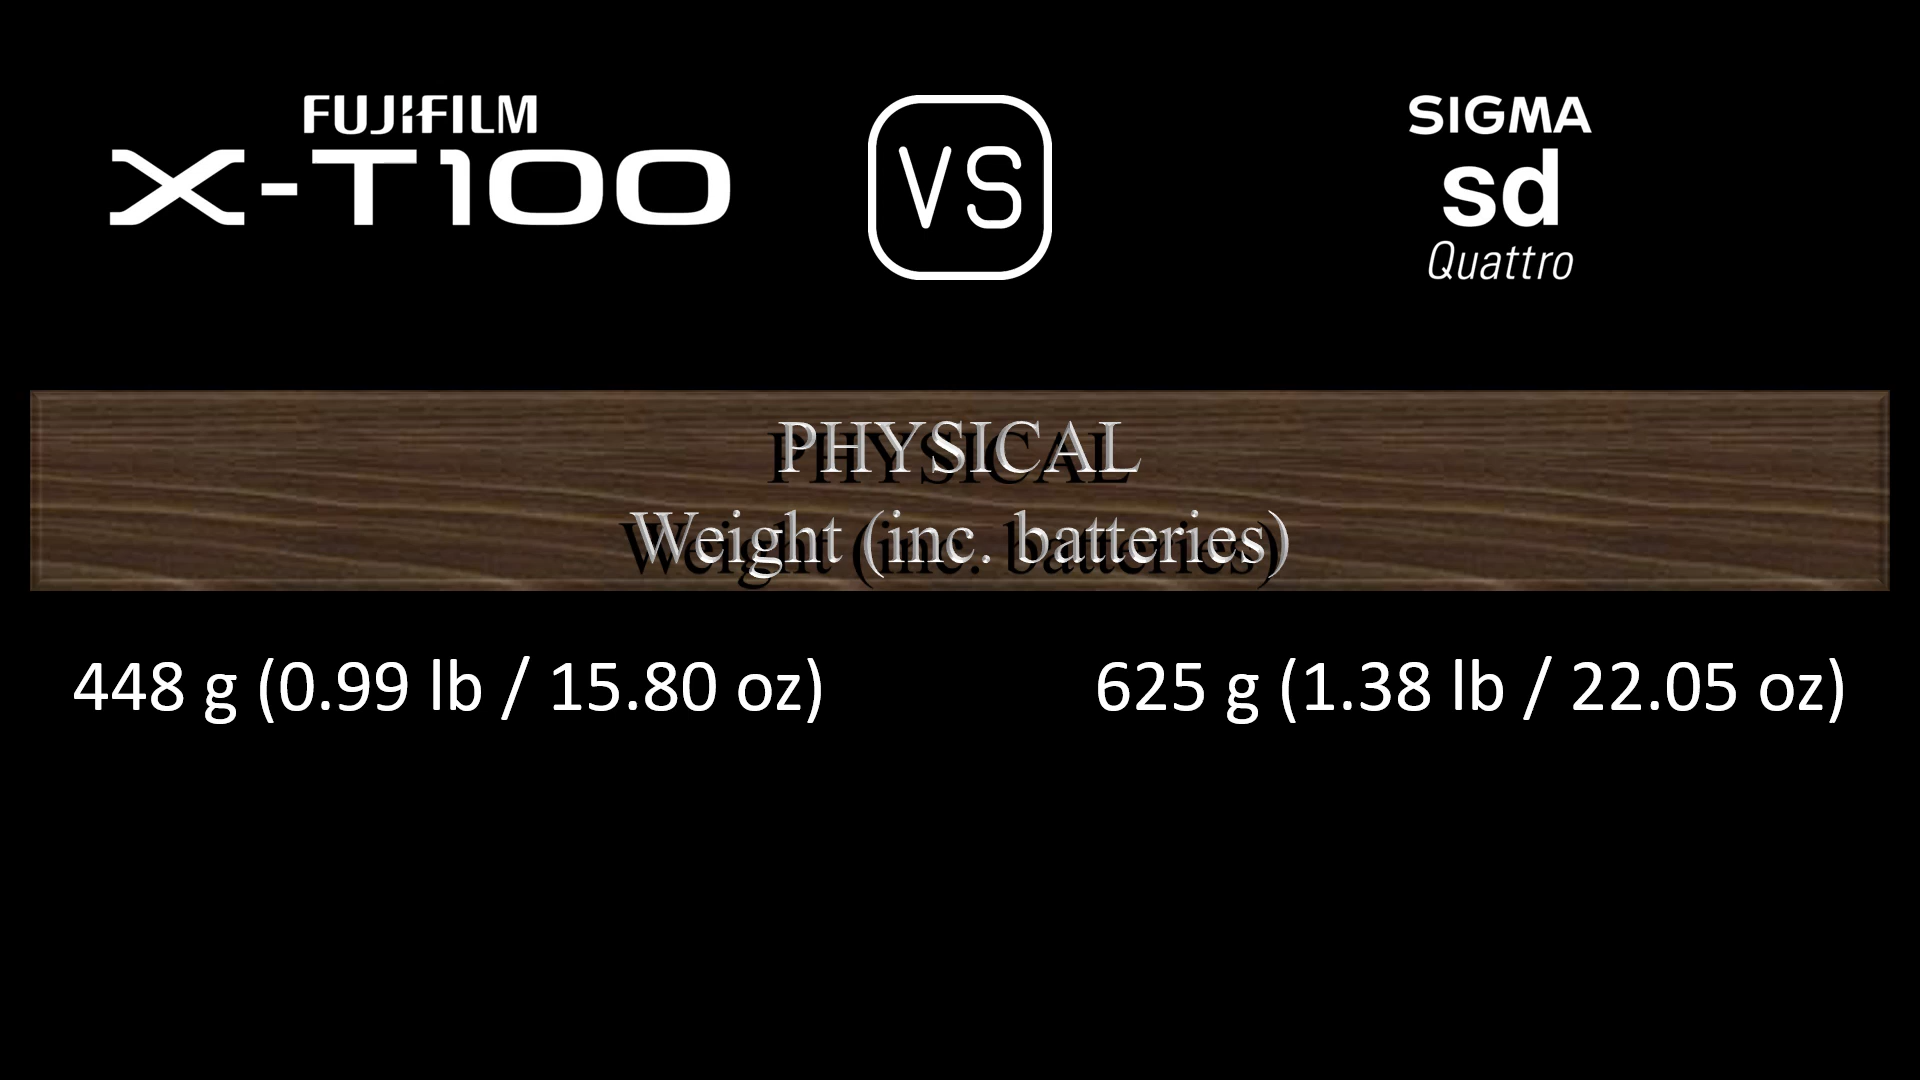 FUJIFILM
X-T100
VS
SIGMA
sd
Quattro
PHYSICAL
Weight (inc. batteries)
448 g (0.99 lb / 15.80 oz)
625 g (1.38 lb / 22.05 oz)